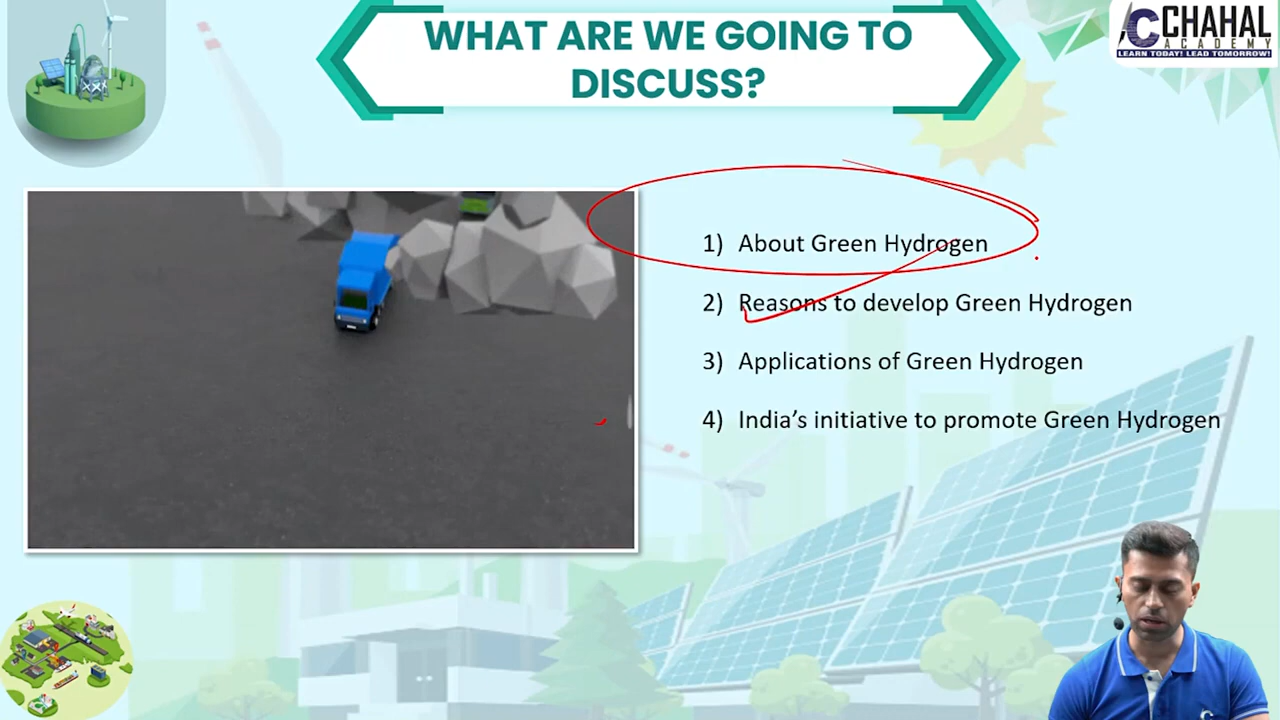 WHAT ARE WE GOING TO
DISCUSS?
CHAHAL
ACADEMY
LEARN TODAY! LEAD TOMORROW!
1) About Green Hydrogen
2) Reasons to develop Green Hydrogen
3) Applications of Green Hydrogen
4) India’s initiative to promote Green Hydrogen